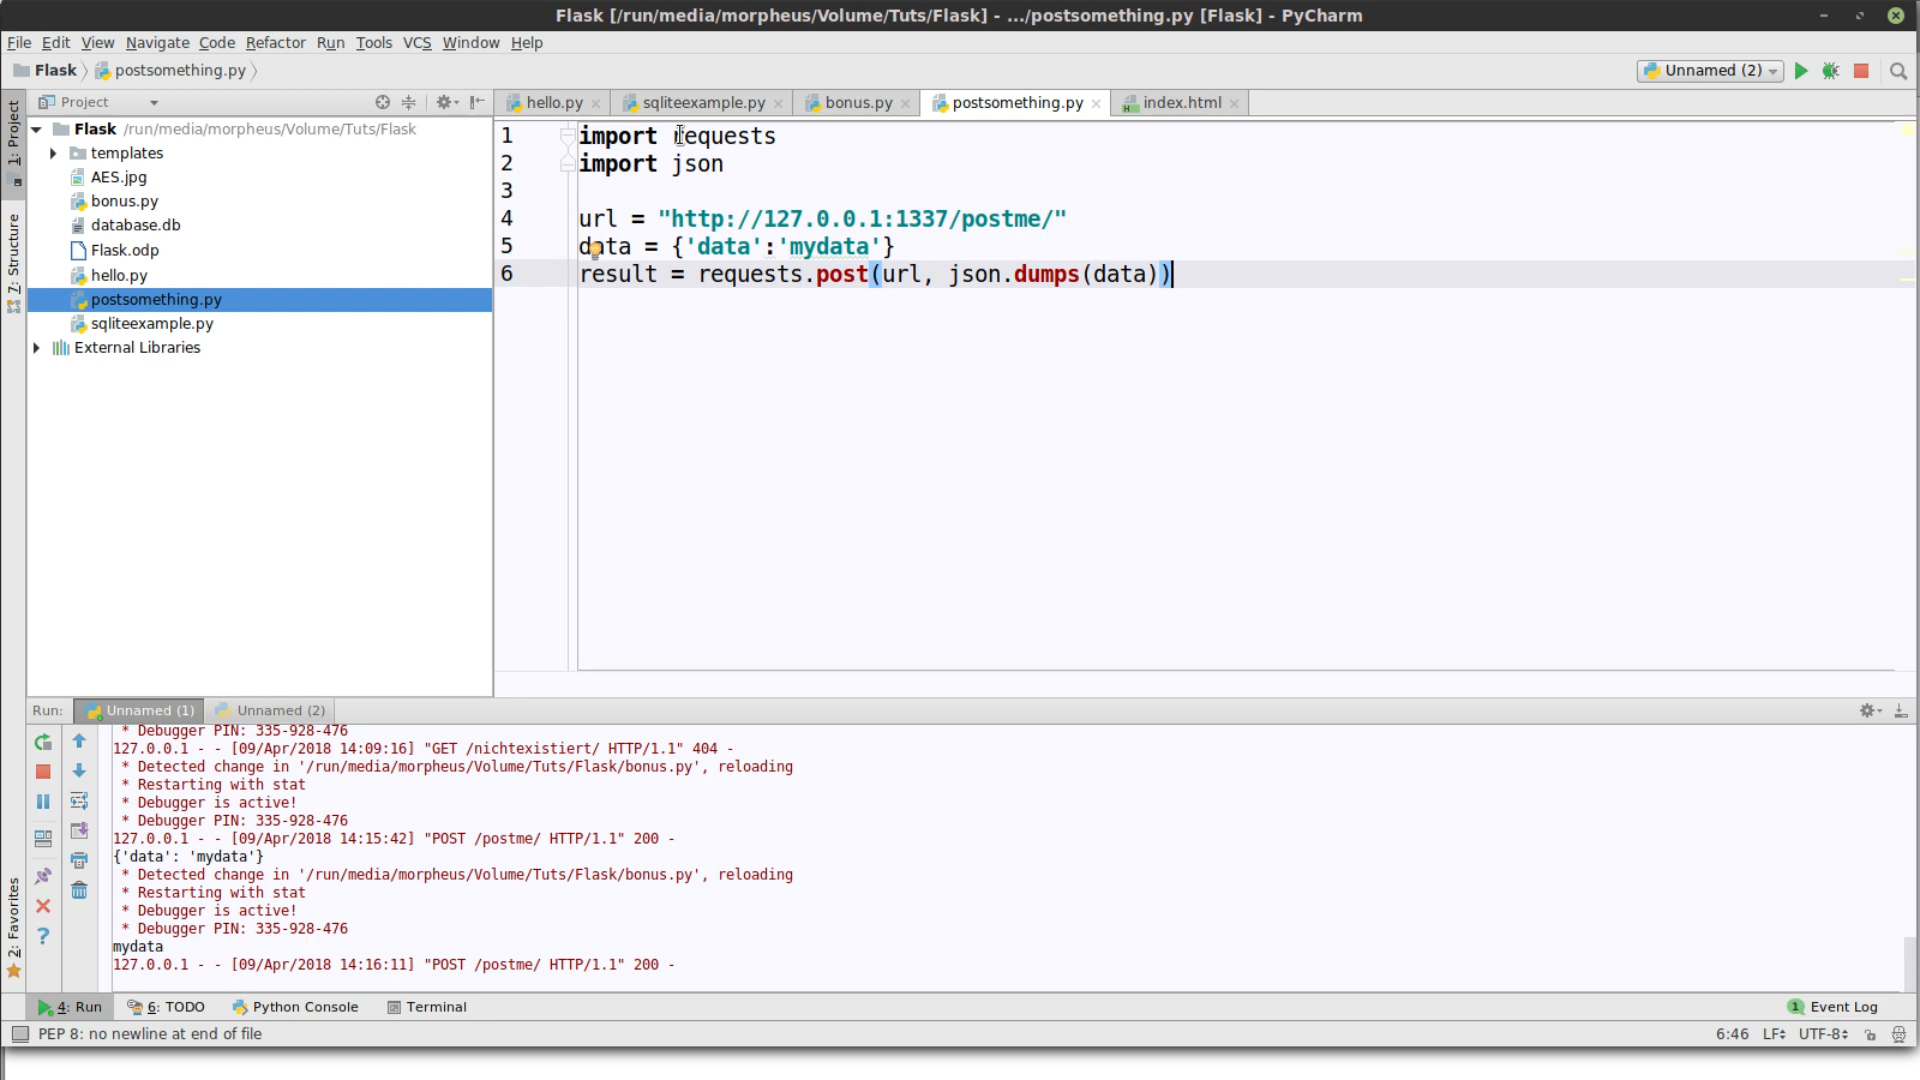 Flask [/run/media/morpheus/Volume/Tuts/Flask] - .../postsomething.py [Flask] - PyCharm
File Edit View Navigate Code Refactor Run Tools VCS Window Help
Flask postsomething.py
Unnamed (2)
1: Project
7: Structure
2: Favorites
Project
Flask /run/media/morpheus/Volume/Tuts/Flask
templates
AES.jpg
bonus.py
database.db
Flask.odp
hello.py
postsomething.py
sqliteexample.py
External Libraries
hello.py sqliteexample.py bonus.py postsomething.py index.html
1 import requests
2 import json
3
4 url = "http://127.0.0.1:1337/postme/"
5 data = {'data':'mydata'}
6 result = requests.post(url, json.dumps(data))
Run: Unnamed (1) Unnamed (2)
* Debugger PIN: 335-928-476
127.0.0.1 - - [09/Apr/2018 14:09:16] "GET /nichtexistiert/ HTTP/1.1" 404 -
* Detected change in '/run/media/morpheus/Volume/Tuts/Flask/bonus.py', reloading
* Restarting with stat
* Debugger is active!
* Debugger PIN: 335-928-476
127.0.0.1 - - [09/Apr/2018 14:15:42] "POST /postme/ HTTP/1.1" 200 -
{'data': 'mydata'}
* Detected change in '/run/media/morpheus/Volume/Tuts/Flask/bonus.py', reloading
* Restarting with stat
* Debugger is active!
* Debugger PIN: 335-928-476
mydata
127.0.0.1 - - [09/Apr/2018 14:16:11] "POST /postme/ HTTP/1.1" 200 -
4: Run 6: TODO Python Console Terminal 1 Event Log
PEP 8: no newline at end of file 6:46 LF UTF-8